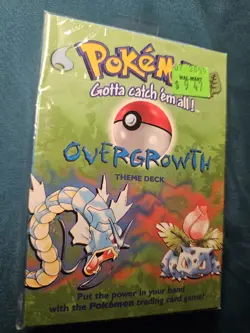 Pokém
WAL-MART
$ 9.47
Gotta catch 'em all!
OVERGROWTH
THEME DECK
Put the power in your hand
with the Pokémon trading card game!